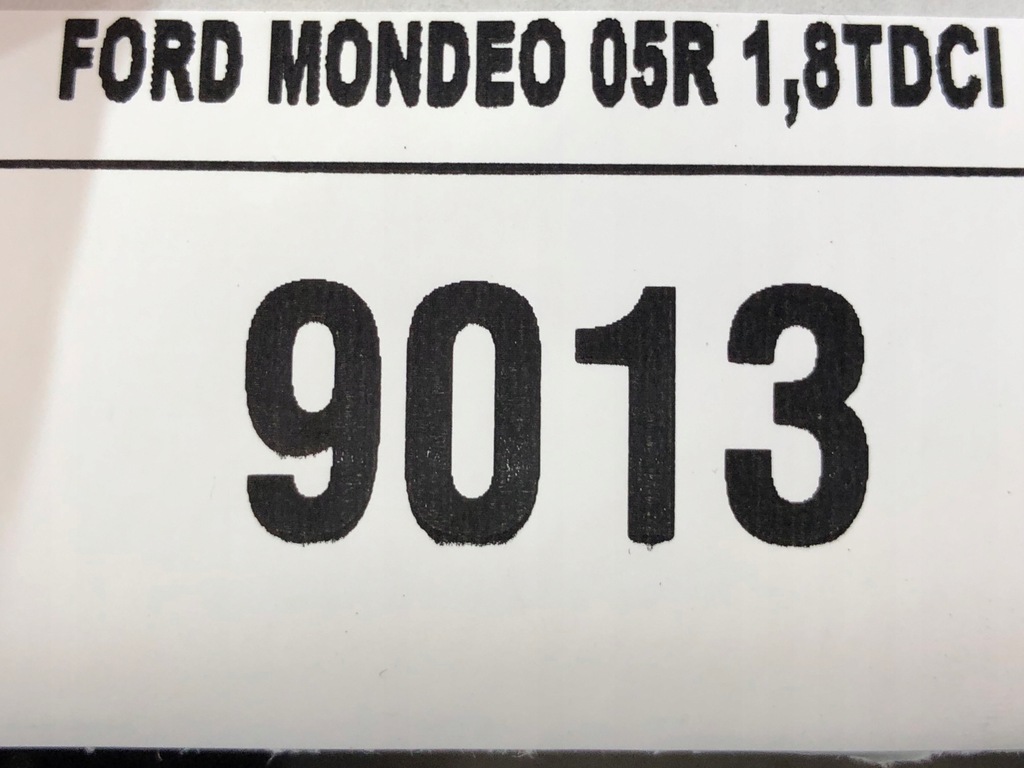 FORD MONDEO 05R 1,8TDCI
9013